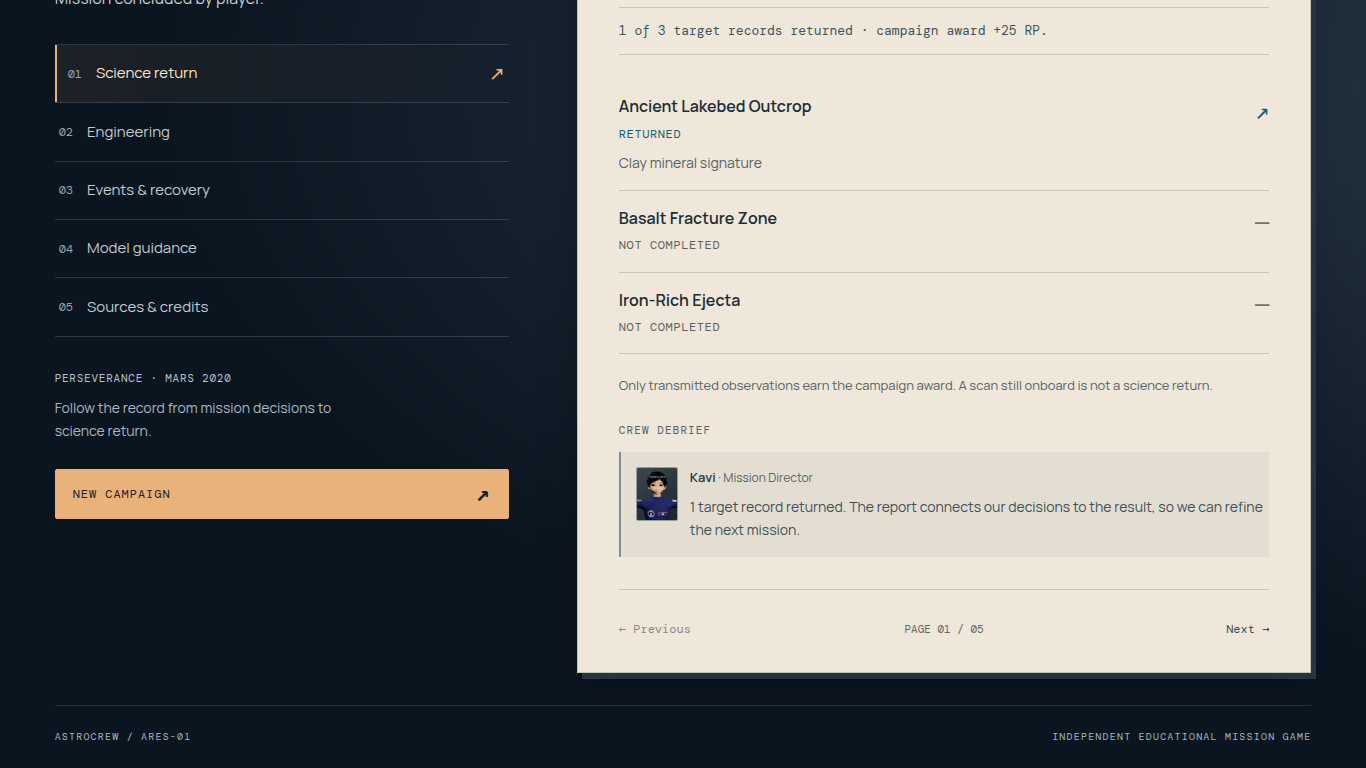 Mission concluded by player.
01 Science return ↗
02 Engineering
03 Events & recovery
04 Model guidance
05 Sources & credits
PERSEVERANCE · MARS 2020
Follow the record from mission decisions to
science return.
NEW CAMPAIGN ↗
1 of 3 target records returned · campaign award +25 RP.
Ancient Lakebed Outcrop ↗
RETURNED
Clay mineral signature
Basalt Fracture Zone —
NOT COMPLETED
Iron-Rich Ejecta —
NOT COMPLETED
Only transmitted observations earn the campaign award. A scan still onboard is not a science return.
CREW DEBRIEF
Kavi · Mission Director
1 target record returned. The report connects our decisions to the result, so we can refine
the next mission.
← Previous PAGE 01 / 05 Next →
ASTROCREW / ARES-01 INDEPENDENT EDUCATIONAL MISSION GAME